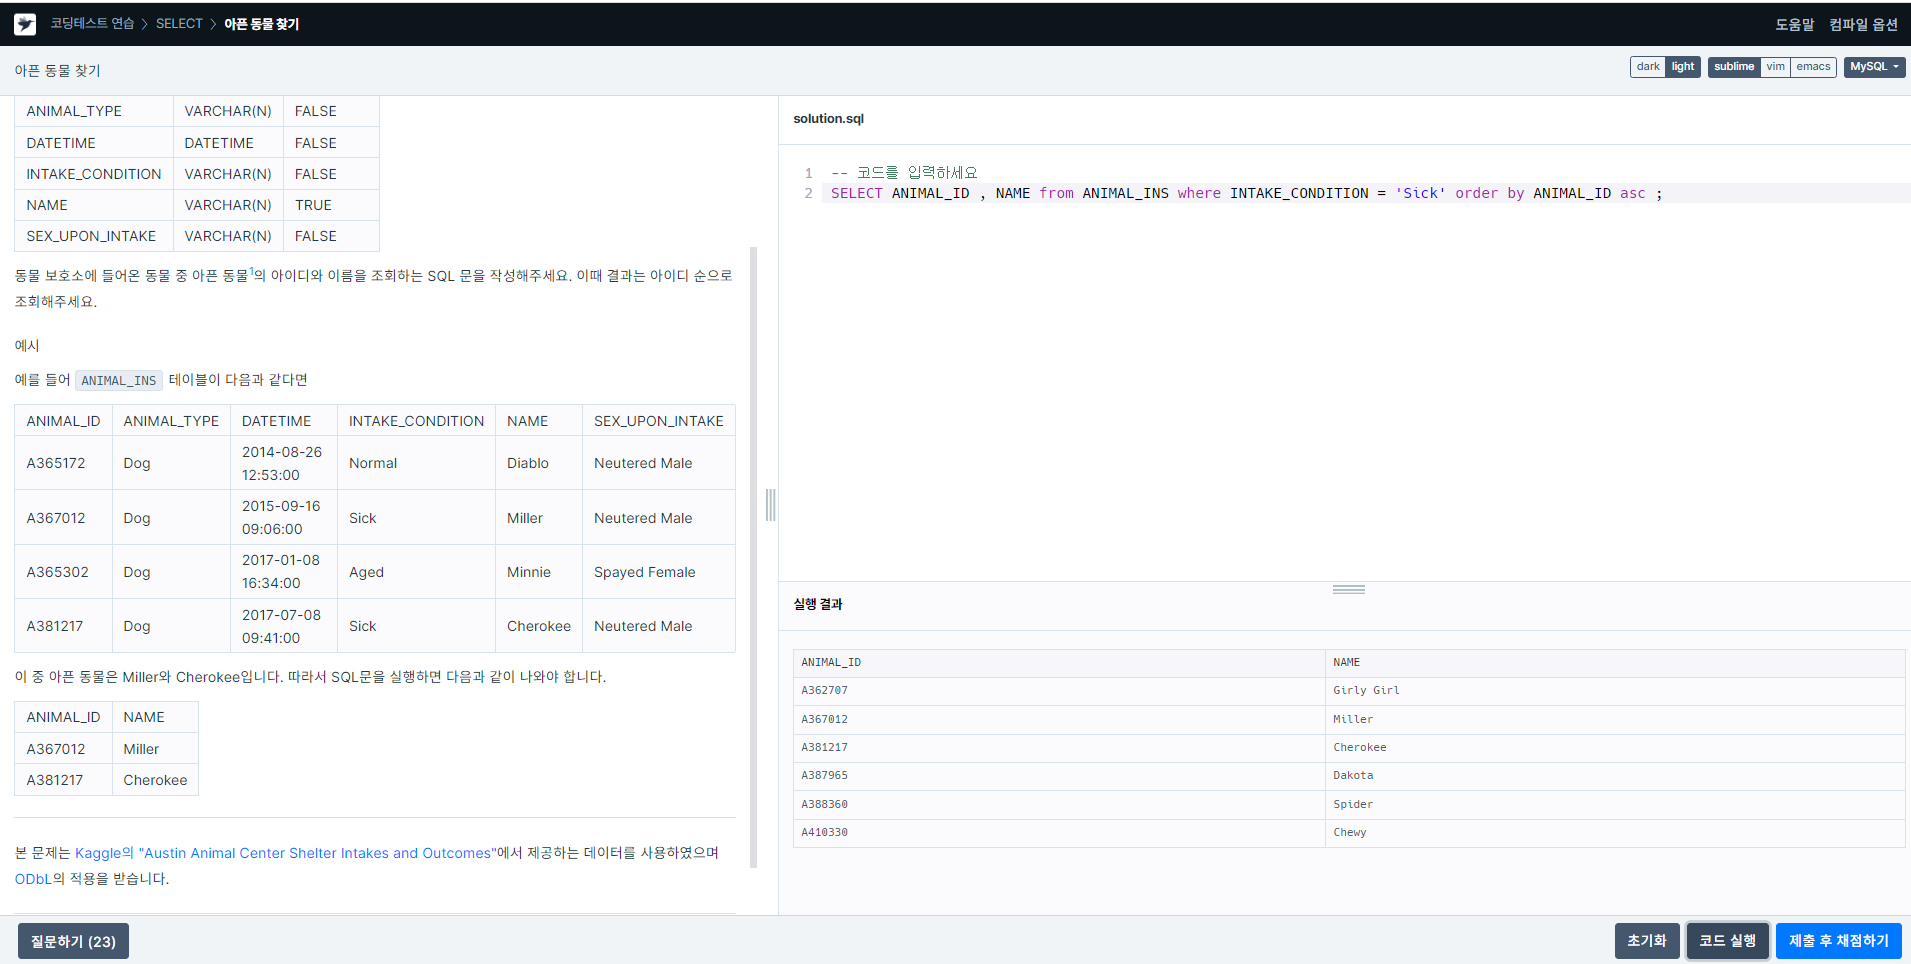 코딩테스트 연습 > SELECT > 아픈 동물 찾기
도움말 컴파일 옵션
아픈 동물 찾기
dark light sublime vim emacs MySQL
ANIMAL_TYPE VARCHAR(N) FALSE
DATETIME DATETIME FALSE
INTAKE_CONDITION VARCHAR(N) FALSE
NAME VARCHAR(N) TRUE
SEX_UPON_INTAKE VARCHAR(N) FALSE
동물 보호소에 들어온 동물 중 아픈 동물1의 아이디와 이름을 조회하는 SQL 문을 작성해주세요. 이때 결과는 아이디 순으로
조회해주세요.
예시
예를 들어 ANIMAL_INS 테이블이 다음과 같다면
ANIMAL_ID ANIMAL_TYPE DATETIME INTAKE_CONDITION NAME SEX_UPON_INTAKE
A365172 Dog 2014-08-26 12:53:00 Normal Diablo Neutered Male
A367012 Dog 2015-09-16 09:06:00 Sick Miller Neutered Male
A365302 Dog 2017-01-08 16:34:00 Aged Minnie Spayed Female
A381217 Dog 2017-07-08 09:41:00 Sick Cherokee Neutered Male
이 중 아픈 동물은 Miller와 Cherokee입니다. 따라서 SQL문을 실행하면 다음과 같이 나와야 합니다.
ANIMAL_ID NAME
A367012 Miller
A381217 Cherokee
본 문제는 Kaggle의 "Austin Animal Center Shelter Intakes and Outcomes"에서 제공하는 데이터를 사용하였으며
ODbL의 적용을 받습니다.
solution.sql
1 -- 코드를 입력하세요
2 SELECT ANIMAL_ID , NAME from ANIMAL_INS where INTAKE_CONDITION = 'Sick' order by ANIMAL_ID asc ;
실행 결과
ANIMAL_ID NAME
A362707 Girly Girl
A367012 Miller
A381217 Cherokee
A387965 Dakota
A388360 Spider
A410330 Chewy
질문하기 (23)
초기화 코드 실행 제출 후 채점하기